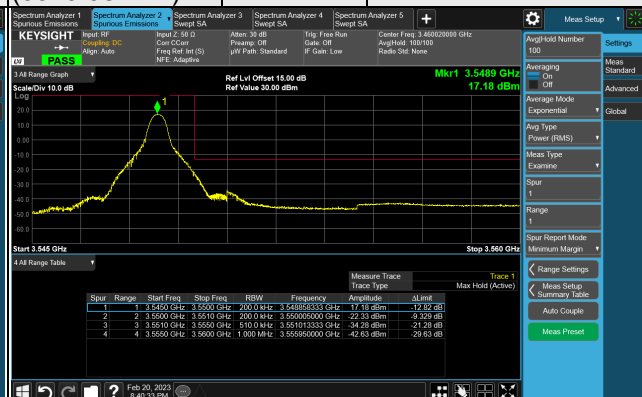 Spectrum Analyzer 1
Spurious Emissions
Spectrum Analyzer 2
Spurious Emissions
Spectrum Analyzer 3
Swept SA
Spectrum Analyzer 4
Swept SA
Spectrum Analyzer 5
Swept SA
+
Meas Setup
KEYSIGHT
Input: RF
Coupling: DC
Align: Auto
Input Z: 50 Ω
Corr CCorr
Freq Ref: Int (S)
NFE: Adaptive
Atten: 30 dB
Preamp: Off
µW Path: Standard
Trig: Free Run
Gate: Off
IF Gain: Low
Center Freq: 3.460020000 GHz
Avg|Hold: 100/100
Radio Std: None
LXI
PASS
3 All Range Graph
Scale/Div 10.0 dB
Ref Lvl Offset 15.00 dB
Ref Value 30.00 dBm
Mkr1 3.5489 GHz
17.18 dBm
Log
20.0
10.0
0.00
-10.0
-20.0
-30.0
-40.0
-50.0
-60.0
1
Start 3.545 GHz
Stop 3.560 GHz
4 All Range Table
Measure Trace Trace 1
Trace Type Max Hold (Active)
Spur Range Start Freq Stop Freq RBW Frequency Amplitude ΔLimit
1 1 3.5450 GHz 3.5500 GHz 200.0 kHz 3.548858333 GHz 17.18 dBm -12.82 dB
2 2 3.5500 GHz 3.5510 GHz 200.0 kHz 3.550005000 GHz -22.33 dBm -9.329 dB
3 3 3.5510 GHz 3.5550 GHz 510.0 kHz 3.551013333 GHz -34.28 dBm -21.28 dB
4 4 3.5550 GHz 3.5600 GHz 1.000 MHz 3.555950000 GHz -42.63 dBm -29.63 dB
Avg|Hold Number
100
Averaging
On
Off
Average Mode
Exponential
Avg Type
Power (RMS)
Meas Type
Examine
Spur
1
Range
1
Spur Report Mode
Minimum Margin
Range Settings
Meas Setup
Summary Table
Auto Couple
Meas Preset
Settings
Meas
Standard
Advanced
Global
?
Feb 20, 2023
8:40:33 PM